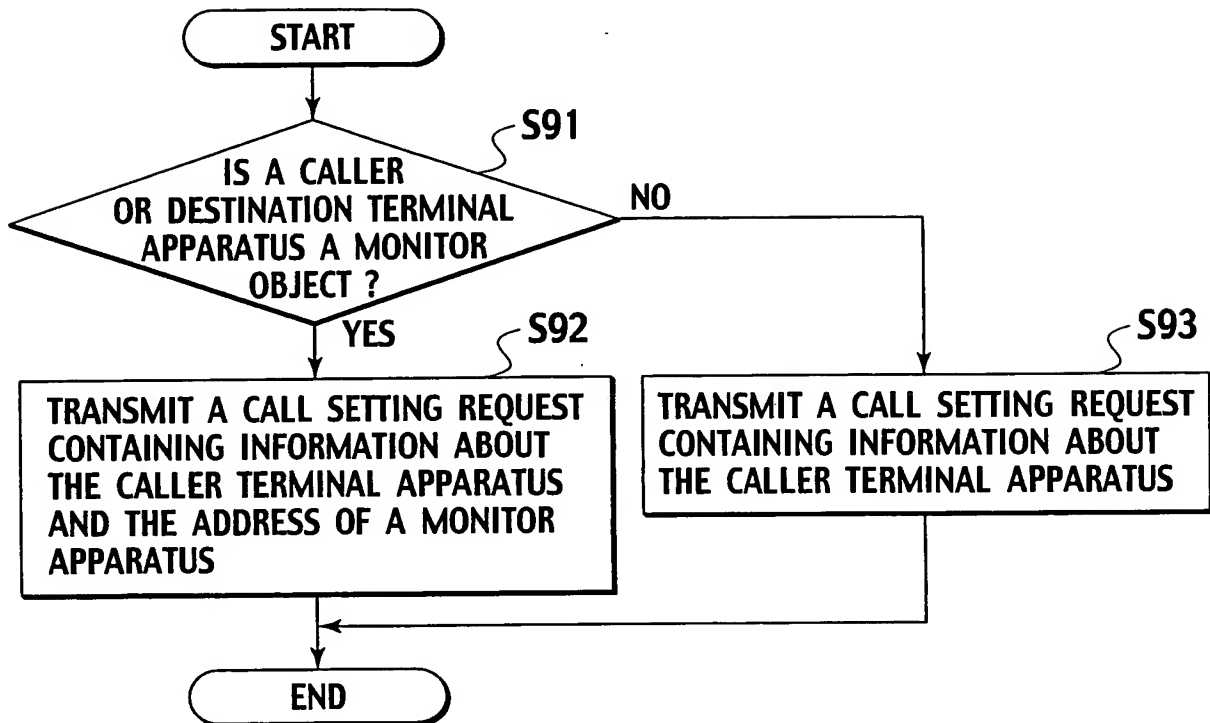 START
S91
IS A CALLER
OR DESTINATION TERMINAL
APPARATUS A MONITOR
OBJECT ?
NO
YES
S92
TRANSMIT A CALL SETTING REQUEST
CONTAINING INFORMATION ABOUT
THE CALLER TERMINAL APPARATUS
AND THE ADDRESS OF A MONITOR
APPARATUS
S93
TRANSMIT A CALL SETTING REQUEST
CONTAINING INFORMATION ABOUT
THE CALLER TERMINAL APPARATUS
END